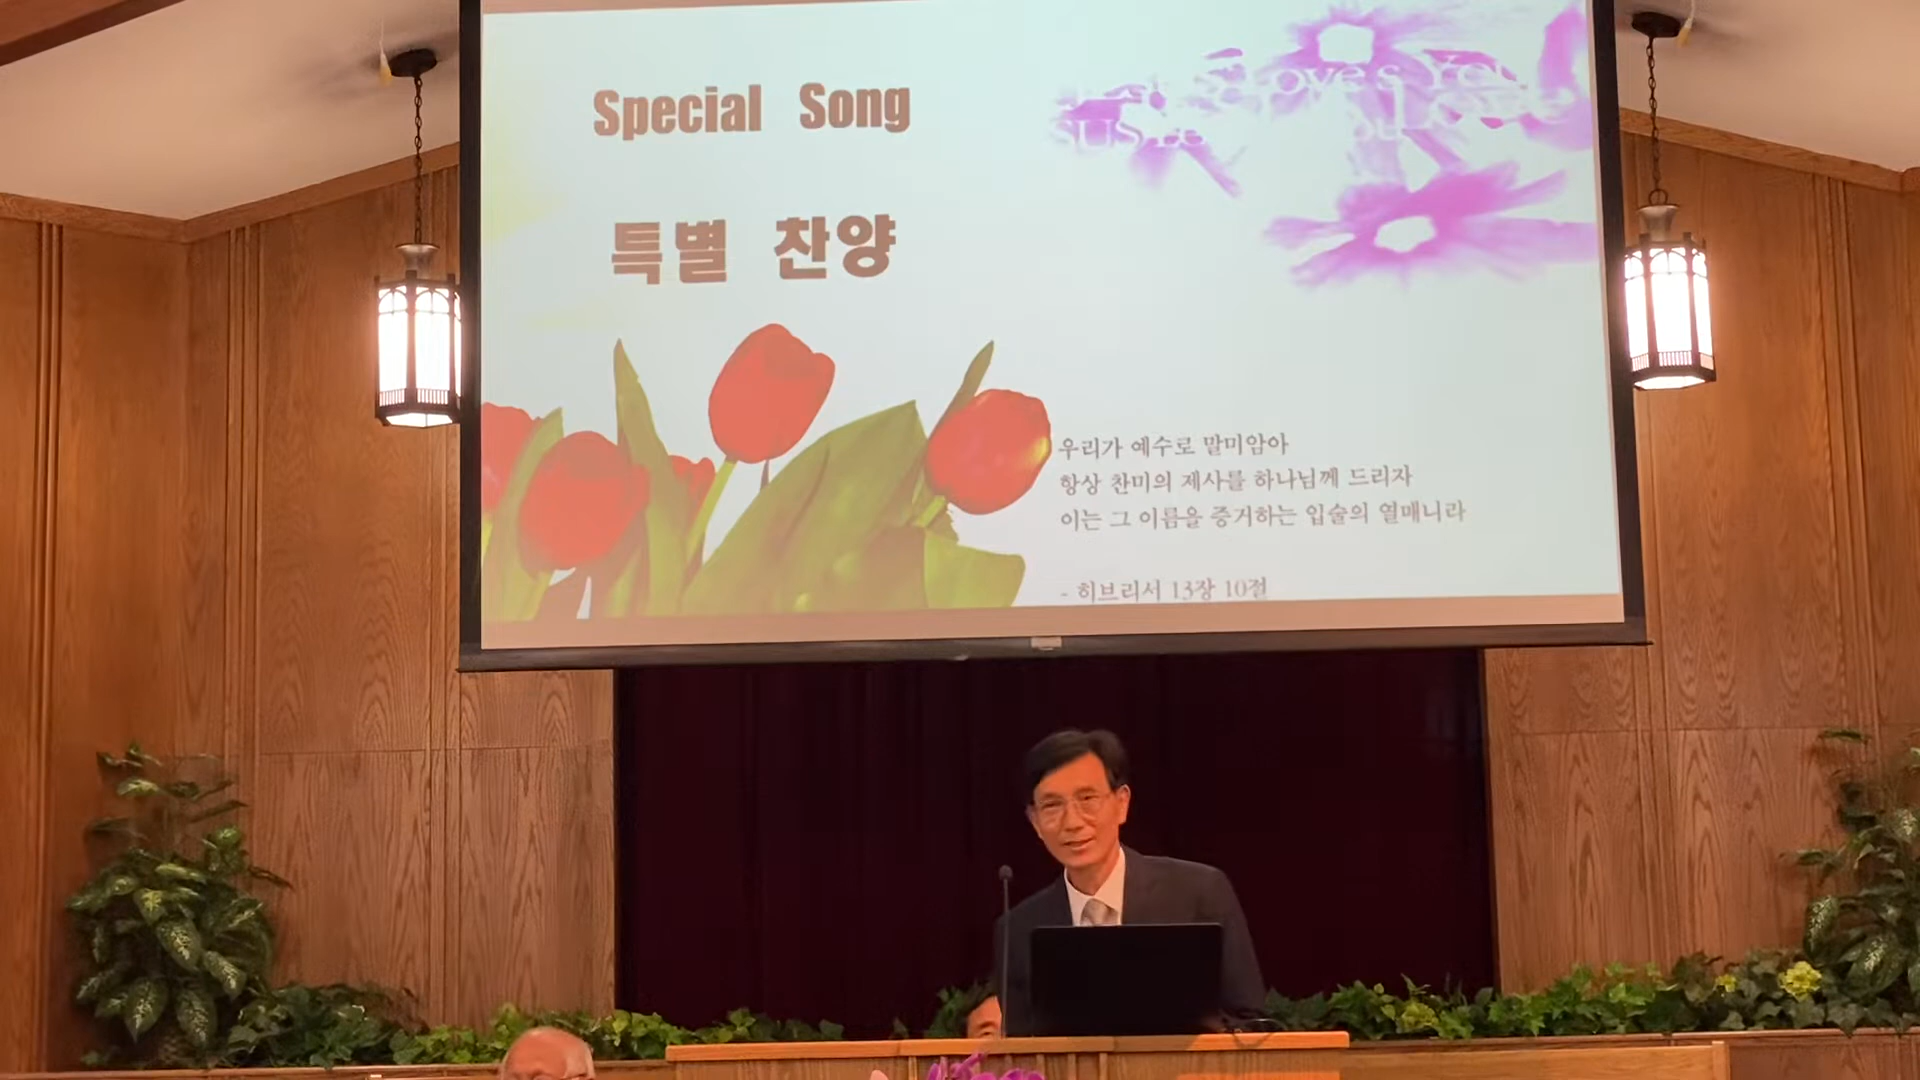 Special Song
특별 찬양
우리가 예수로 말미암아
항상 찬미의 제사를 하나님께 드리자
이는 그 이름을 증거하는 입술의 열매니라
- 히브리서 13장 10절